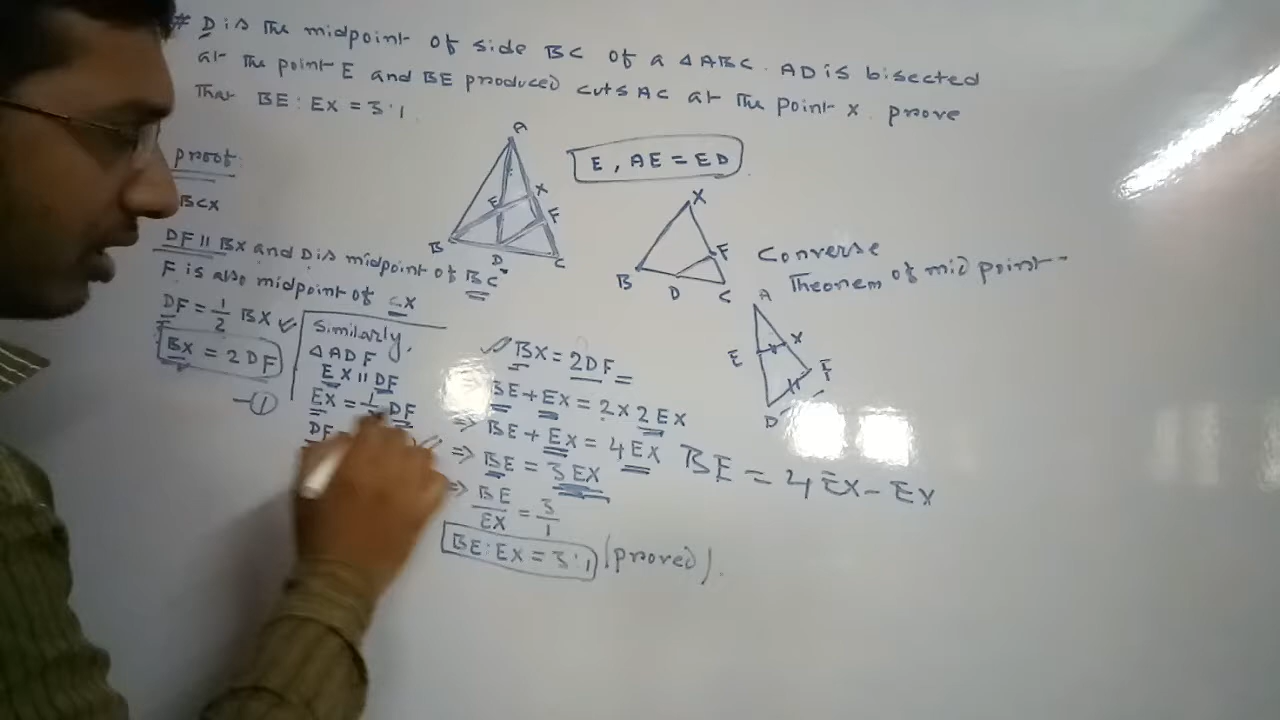 # D is the midpoint of side BC of a △ABC. AD is bisected
at the point E and BE produced cuts AC at the point X. prove
that BE : EX = 3:1.
proof:
BCX
DF || BX and D is midpoint of BC
F is also midpoint of CX
DF = 1/2 BX
BX = 2DF
①
Similarly,
△ADF
EX || DF
EX = 1/2 DF
DF
A
E
X
F
B
D
C
E, AE = ED
X
F
B
D
C
Converse
Theorem of mid point
A
E
X
F
D
BX = 2DF
BE + EX = 2 x 2EX
=> BE + EX = 4EX
=> BE = 3EX
=> BE/EX = 3/1
BE : EX = 3:1 (proved).
BE = 4EX - EX